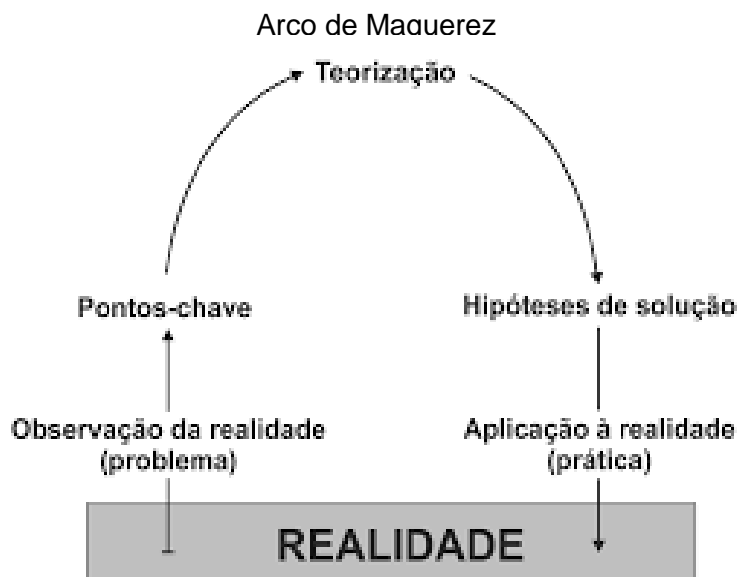 Arco de Maguerez
Teorização
Pontos-chave
Hipóteses de solução
Observação da realidade
(problema)
Aplicação à realidade
(prática)
REALIDADE